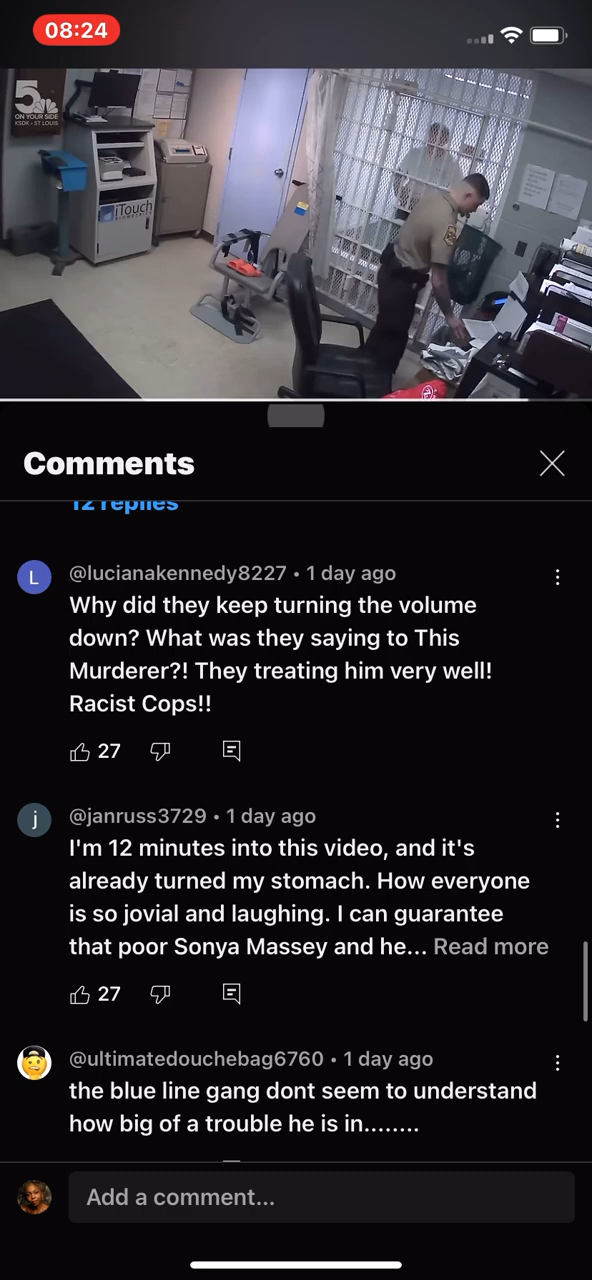 08:24
5
ON YOUR SIDE
KSDK - ST LOUIS
iTouch
BIOMETRICS
Comments
12 replies
L
@lucianakennedy8227 • 1 day ago
Why did they keep turning the volume
down? What was they saying to This
Murderer?! They treating him very well!
Racist Cops!!
27
j
@janruss3729 • 1 day ago
I'm 12 minutes into this video, and it's
already turned my stomach. How everyone
is so jovial and laughing. I can guarantee
that poor Sonya Massey and he... Read more
27
@ultimatedouchebag6760 • 1 day ago
the blue line gang dont seem to understand
how big of a trouble he is in........
Add a comment...